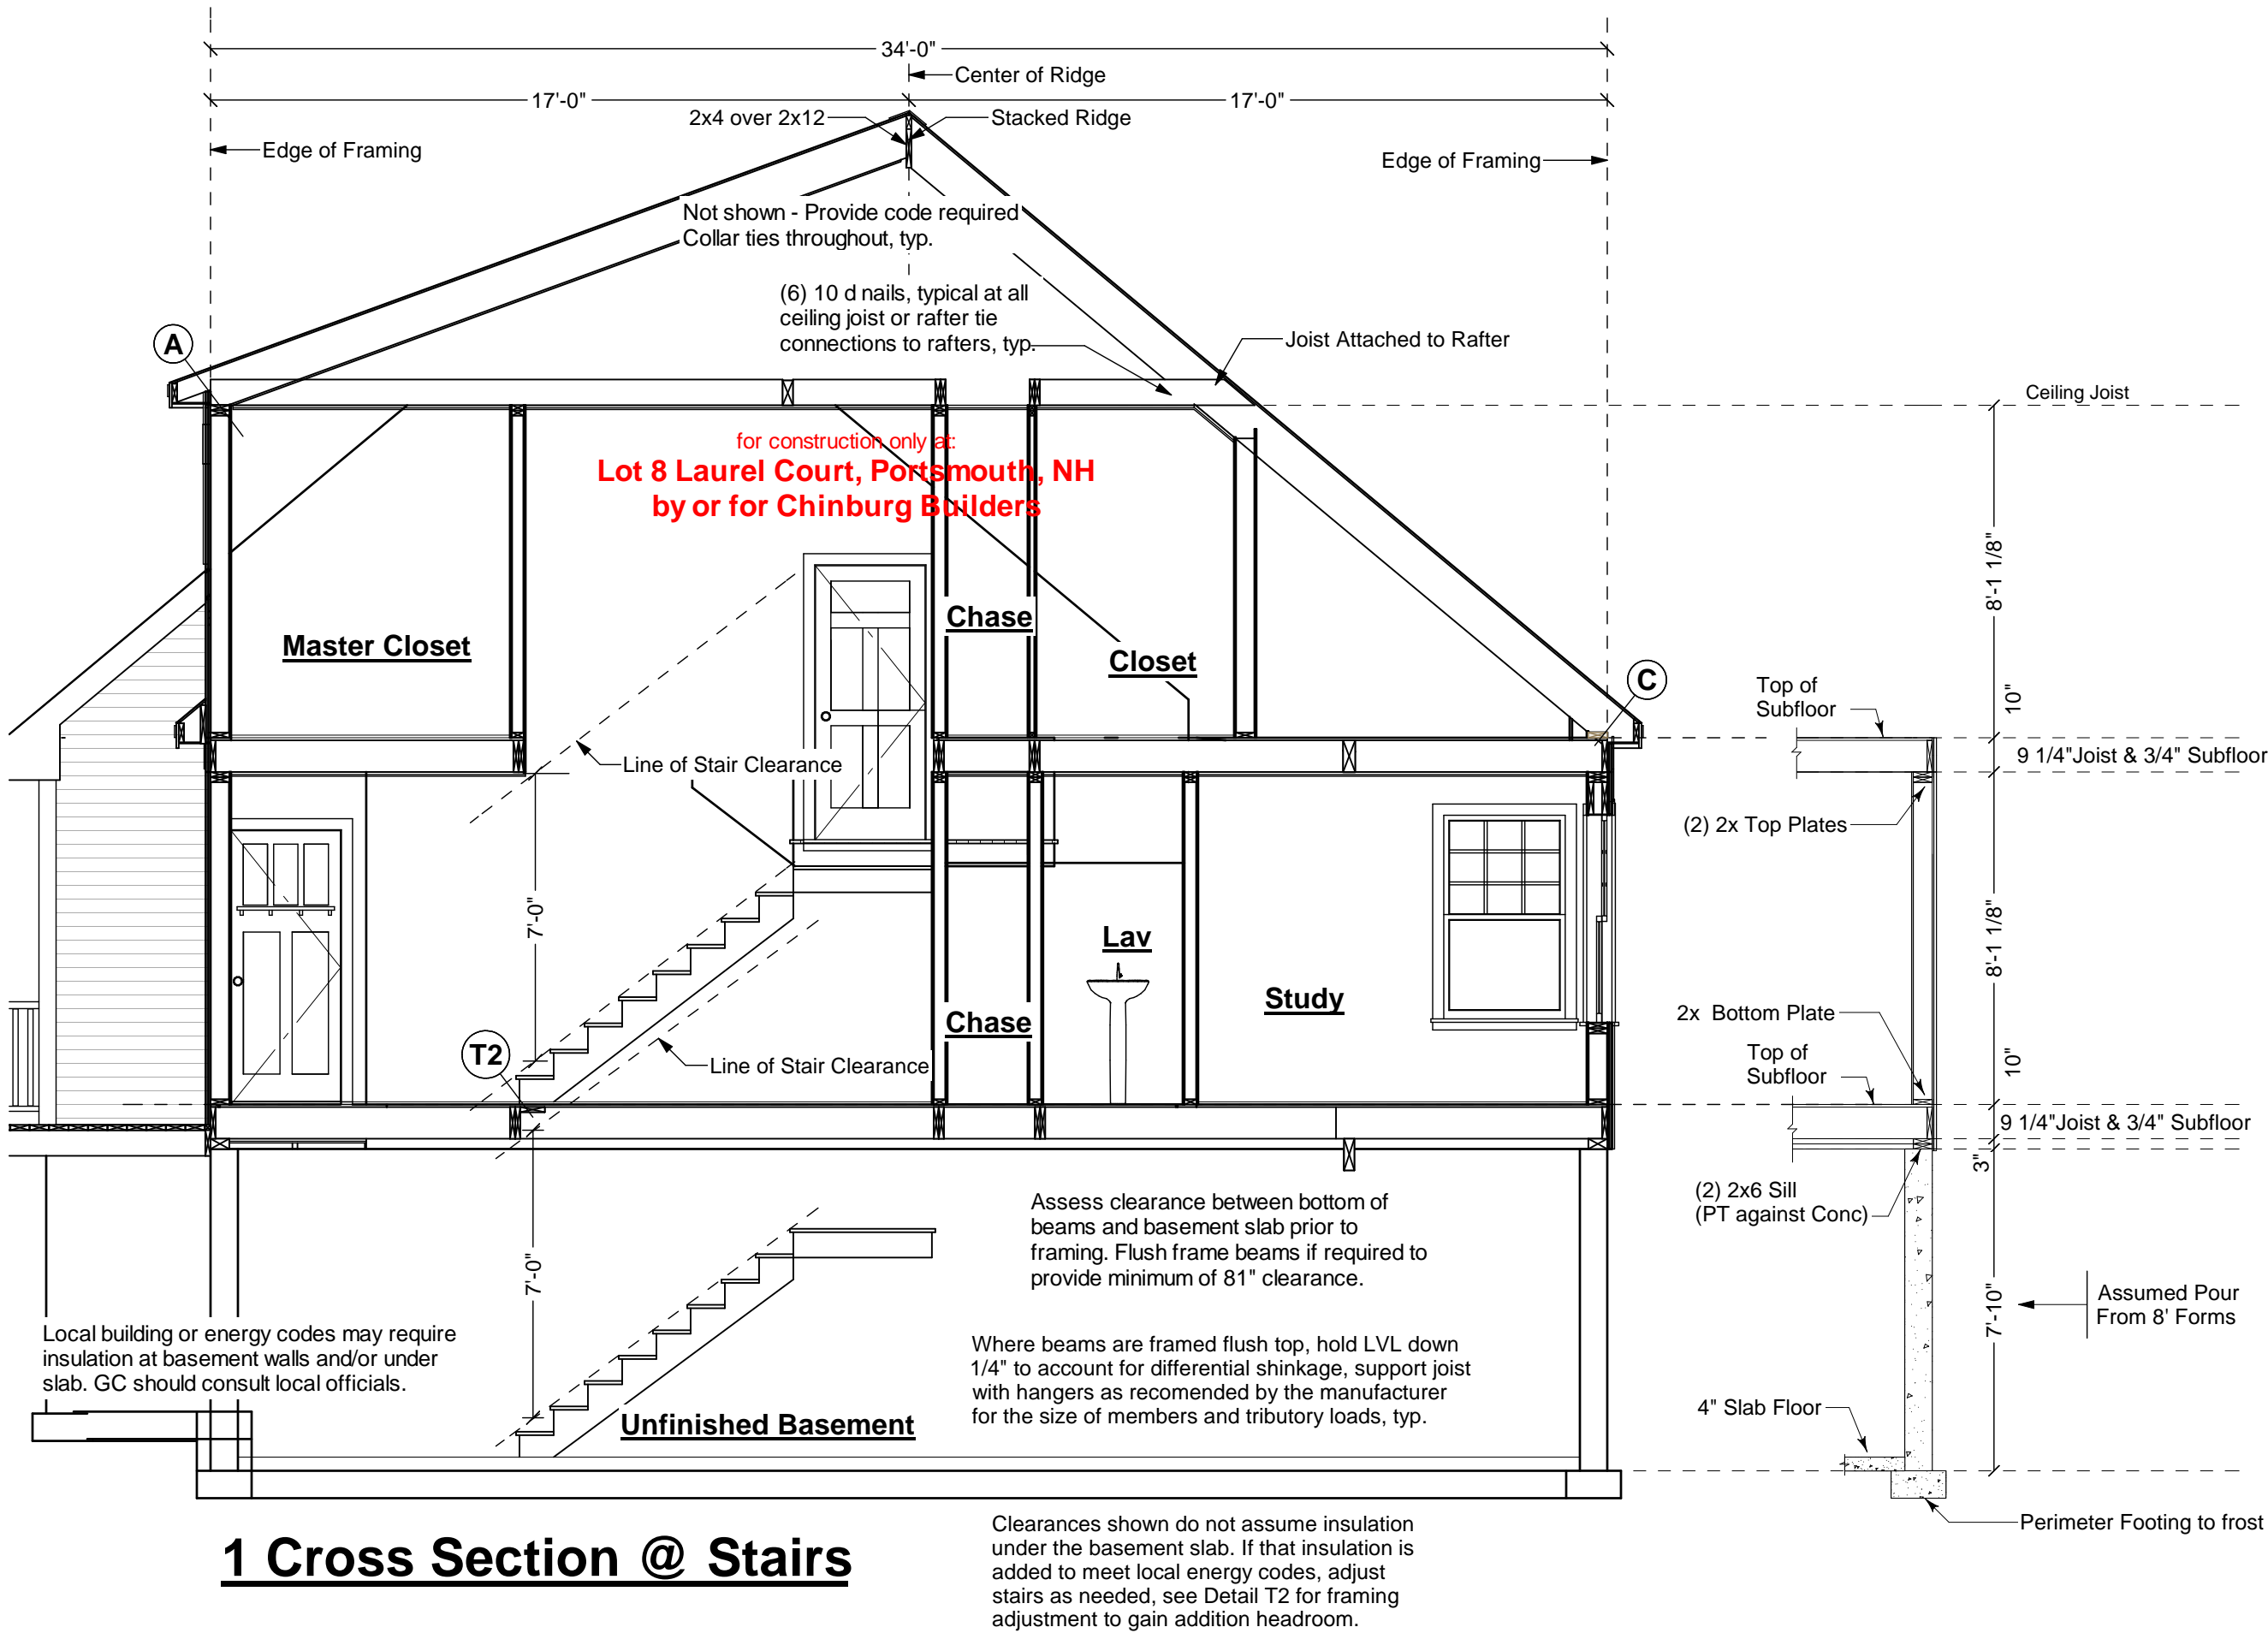 34'-0"
Center of Ridge
17'-0"
17'-0"
2x4 over 2x12
Stacked Ridge
Edge of Framing
Edge of Framing
Not shown - Provide code required
Collar ties throughout, typ.
(6) 10 d nails, typical at all
ceiling joist or rafter tie
connections to rafters, typ.
Joist Attached to Rafter
A
Ceiling Joist
for construction only at:
Lot 8 Laurel Court, Portsmouth, NH
by or for Chinburg Builders
8'-1 1/8"
Master Closet
Chase
Closet
C
Top of
Subfloor
10"
Line of Stair Clearance
9 1/4"Joist & 3/4" Subfloor
(2) 2x Top Plates
7'-0"
8'-1 1/8"
Lav
Study
Chase
2x Bottom Plate
T2
Line of Stair Clearance
Top of
Subfloor
10"
9 1/4"Joist & 3/4" Subfloor
3"
(2) 2x6 Sill
(PT against Conc)
Assess clearance between bottom of
beams and basement slab prior to
framing. Flush frame beams if required to
provide minimum of 81" clearance.
7'-0"
7'-10"
Assumed Pour
From 8' Forms
Local building or energy codes may require
insulation at basement walls and/or under
slab. GC should consult local officials.
Where beams are framed flush top, hold LVL down
1/4" to account for differential shinkage, support joist
with hangers as recomended by the manufacturer
for the size of members and tributory loads, typ.
Unfinished Basement
4" Slab Floor
Perimeter Footing to frost
1 Cross Section @ Stairs
Clearances shown do not assume insulation
under the basement slab. If that insulation is
added to meet local energy codes, adjust
stairs as needed, see Detail T2 for framing
adjustment to gain addition headroom.